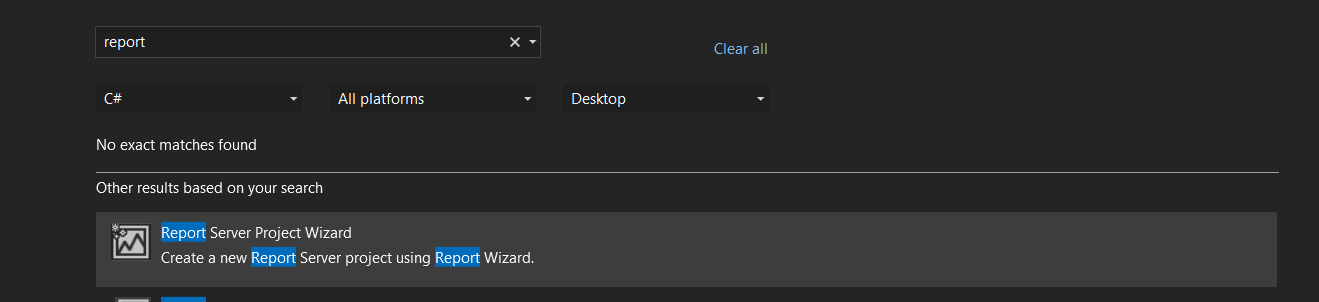 report
Clear all
C#
All platforms
Desktop
No exact matches found
Other results based on your search
Report Server Project Wizard
Create a new Report Server project using Report Wizard.